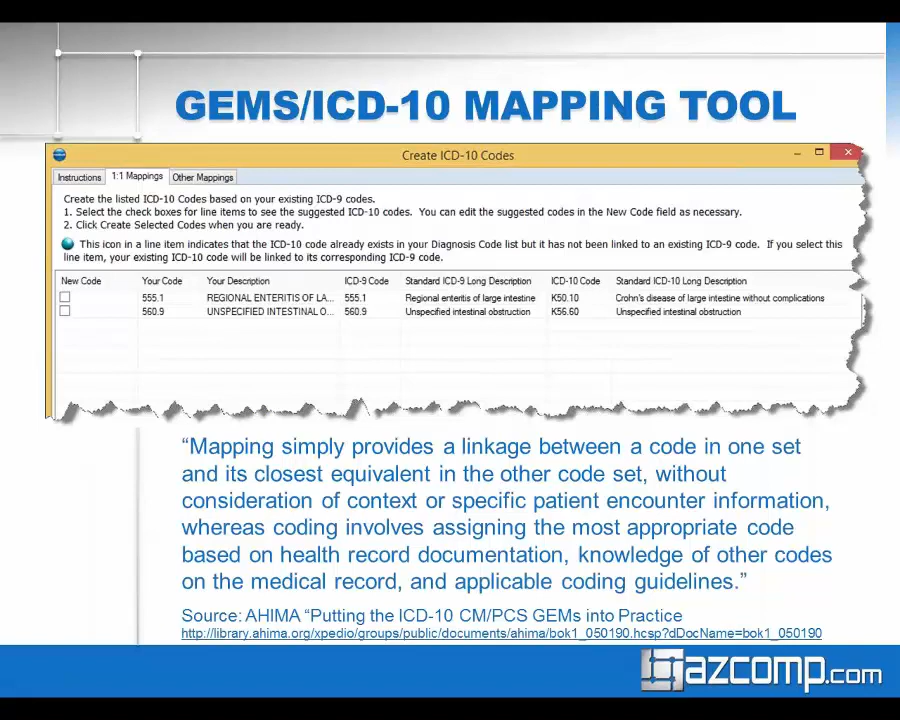 GEMS/ICD-10 MAPPING TOOL
Create ICD-10 Codes
Instructions 1:1 Mappings Other Mappings
Create the listed ICD-10 Codes based on your existing ICD-9 codes.
1. Select the check boxes for line items to see the suggested ICD-10 codes. You can edit the suggested codes in the New Code field as necessary.
2. Click Create Selected Codes when you are ready.
This icon in a line item indicates that the ICD-10 code already exists in your Diagnosis Code list but it has not been linked to an existing ICD-9 code. If you select this
line item, your existing ICD-10 code will be linked to its corresponding ICD-9 code.
New Code Your Code Your Description ICD-9 Code Standard ICD-9 Long Description ICD-10 Code Standard ICD-10 Long Description
555.1 REGIONAL ENTERITIS OF LA... 555.1 Regional enteritis of large intestine K50.10 Crohn's disease of large intestine without complications
560.9 UNSPECIFIED INTESTINAL O... 560.9 Unspecified intestinal obstruction K56.60 Unspecified intestinal obstruction
“Mapping simply provides a linkage between a code in one set
and its closest equivalent in the other code set, without
consideration of context or specific patient encounter information,
whereas coding involves assigning the most appropriate code
based on health record documentation, knowledge of other codes
on the medical record, and applicable coding guidelines.”
Source: AHIMA “Putting the ICD-10 CM/PCS GEMs into Practice
http://library.ahima.org/xpedio/groups/public/documents/ahima/bok1_050190.hcsp?dDocName=bok1_050190
azcomp.com